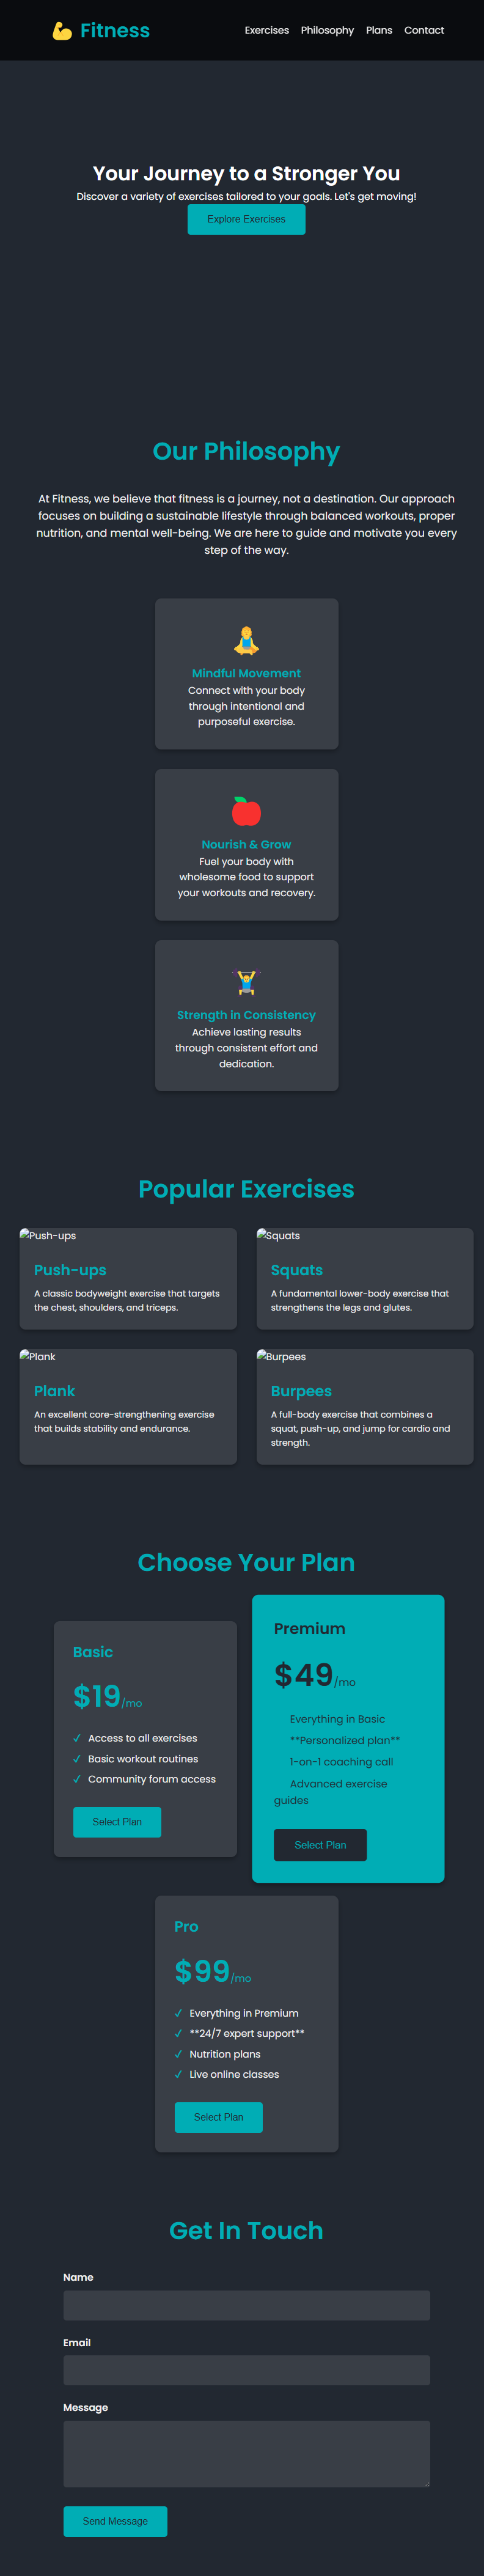 Fitness
Exercises Philosophy Plans Contact
Your Journey to a Stronger You
Discover a variety of exercises tailored to your goals. Let's get moving!
Explore Exercises
Our Philosophy
At Fitness, we believe that fitness is a journey, not a destination. Our approach
focuses on building a sustainable lifestyle through balanced workouts, proper
nutrition, and mental well-being. We are here to guide and motivate you every
step of the way.
Mindful Movement
Connect with your body
through intentional and
purposeful exercise.
Nourish & Grow
Fuel your body with
wholesome food to support
your workouts and recovery.
Strength in Consistency
Achieve lasting results
through consistent effort and
dedication.
Popular Exercises
Push-ups
Push-ups
A classic bodyweight exercise that targets
the chest, shoulders, and triceps.
Squats
Squats
A fundamental lower-body exercise that
strengthens the legs and glutes.
Plank
Plank
An excellent core-strengthening exercise
that builds stability and endurance.
Burpees
Burpees
A full-body exercise that combines a
squat, push-up, and jump for cardio and
strength.
Choose Your Plan
Basic
$19/mo
✓ Access to all exercises
✓ Basic workout routines
✓ Community forum access
Select Plan
Premium
$49/mo
Everything in Basic
**Personalized plan**
1-on-1 coaching call
Advanced exercise
guides
Select Plan
Pro
$99/mo
✓ Everything in Premium
✓ **24/7 expert support**
✓ Nutrition plans
✓ Live online classes
Select Plan
Get In Touch
Name
Email
Message
Send Message